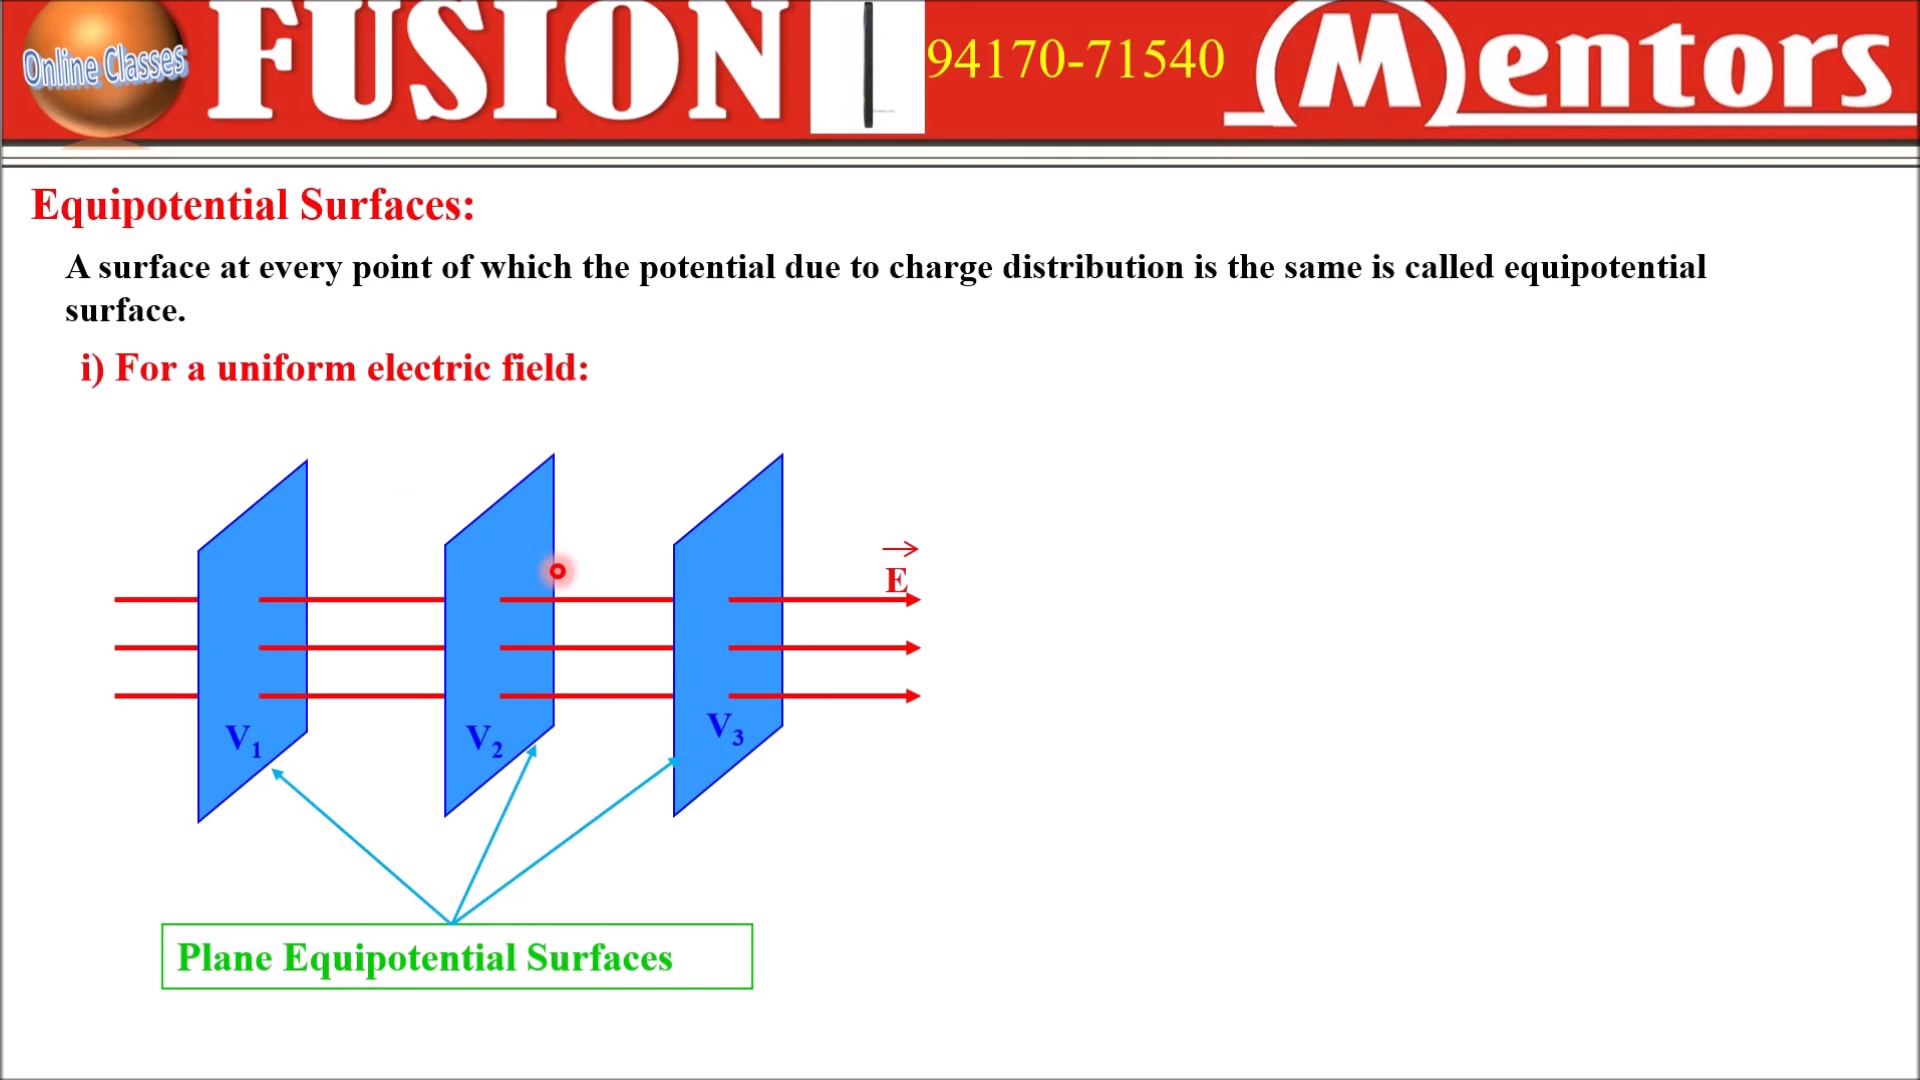 Online Classes
FUSION
94170-71540
Mentors
Equipotential Surfaces:
A surface at every point of which the potential due to charge distribution is the same is called equipotential
surface.
i) For a uniform electric field:
E
V1
V2
V3
Plane Equipotential Surfaces